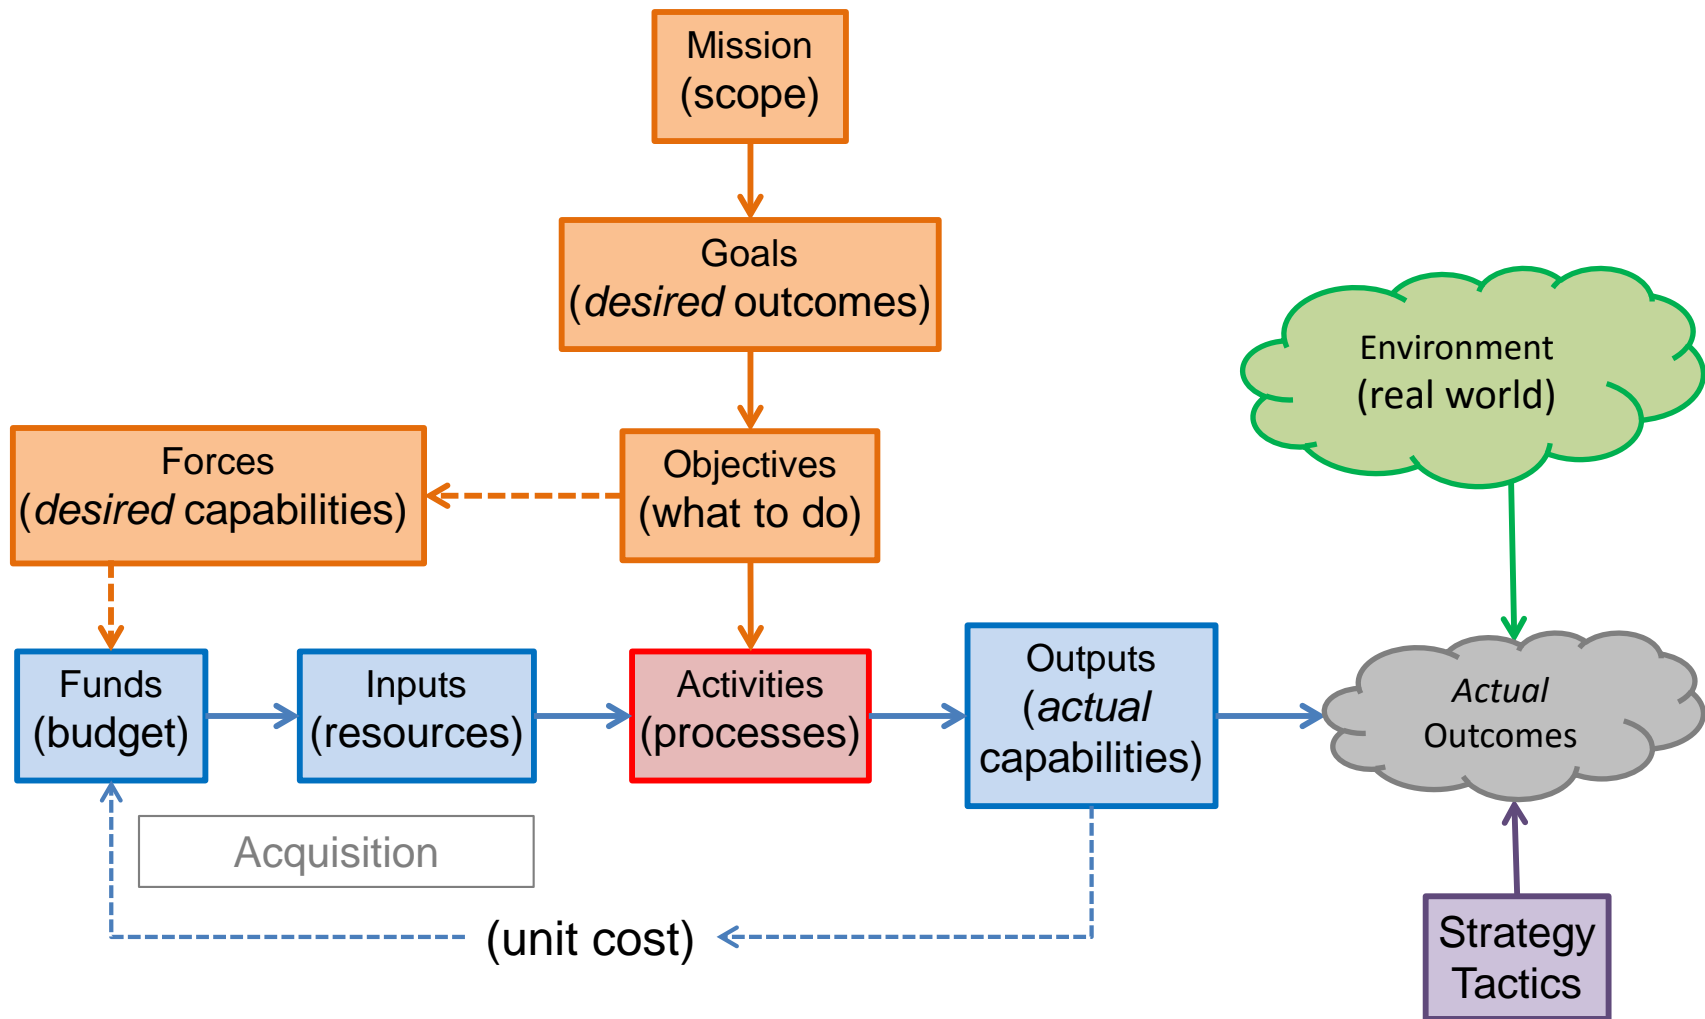 Mission
(scope)
Goals
(desired outcomes)
Environment
(real world)
Forces
(desired capabilities)
Objectives
(what to do)
Funds
(budget)
Inputs
(resources)
Activities
(processes)
Outputs
(actual
capabilities)
Actual
Outcomes
Acquisition
(unit cost)
Strategy
Tactics